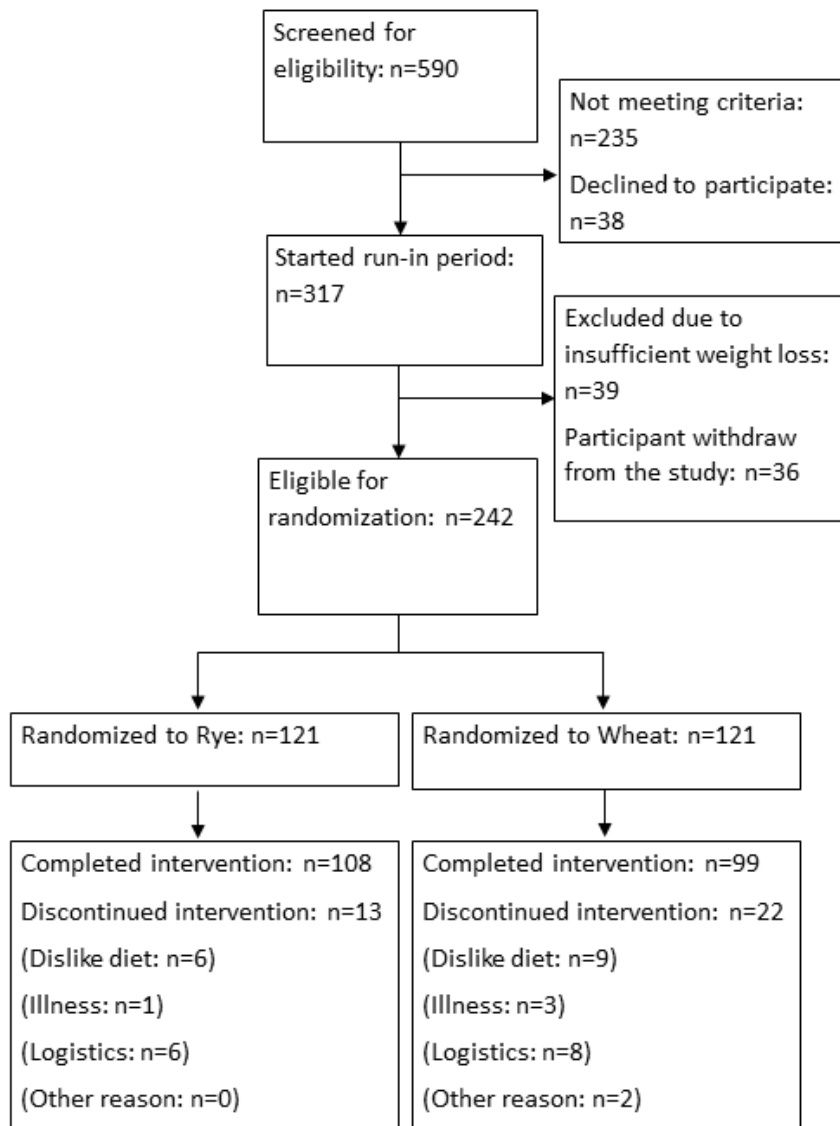 Screened for
eligibility: n=590
Not meeting criteria:
n=235
Declined to participate:
n=38
Started run-in period:
n=317
Excluded due to
insufficient weight loss:
n=39
Participant withdraw
from the study: n=36
Eligible for
randomization: n=242
Randomized to Rye: n=121
Randomized to Wheat: n=121
Completed intervention: n=108
Discontinued intervention: n=13
(Dislike diet: n=6)
(Illness: n=1)
(Logistics: n=6)
(Other reason: n=0)
Completed intervention: n=99
Discontinued intervention: n=22
(Dislike diet: n=9)
(Illness: n=3)
(Logistics: n=8)
(Other reason: n=2)